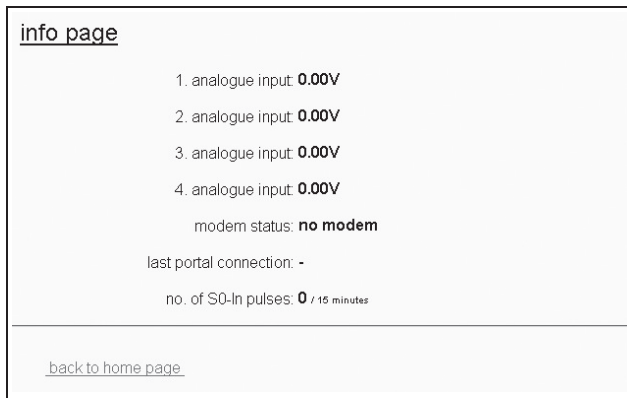 info page
1. analogue input: 0.00V
2. analogue input: 0.00V
3. analogue input: 0.00V
4. analogue input: 0.00V
modem status: no modem
last portal connection: -
no. of S0-In pulses: 0 / 15 minutes
back to home page